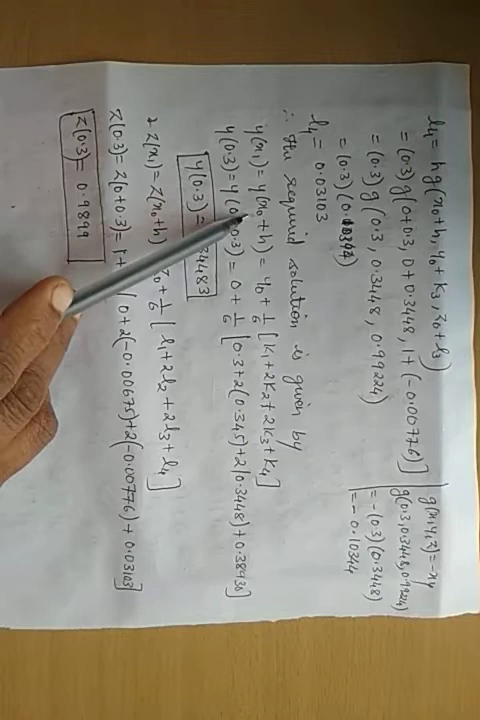 l4 = hg(x0+h, y0+k3, z0+l3)
= (0.3) g(0+0.3, 0+0.3448, 1+(-0.00776)]
= (0.3) g(0.3, 0.3448, 0.99224)
= (0.3) (0.10344)
l4 = 0.03103
∴ the required solution is given by
y(x1) = y(x0+h) = y0 + 1/6 [k1+2k2+2k3+k4]
y(0.3) = y(0+0.3) = 0 + 1/6 [0.3+2(0.345)+2(0.3448)+0.38930]
y(0.3) = 34483
& z(x1) = z(x0+h) z0 + 1/6 [l1+2l2+2l3+l4]
z(0.3) = z(0+0.3) = 1+ [0+2(-0.00675)+2(-0.00776)+0.03103]
z(0.3) = 0.9899
g(x,y,z) = -xy
g(0.3,0.3448,0.99224)
= -(0.3)(0.3448)
= -0.10344